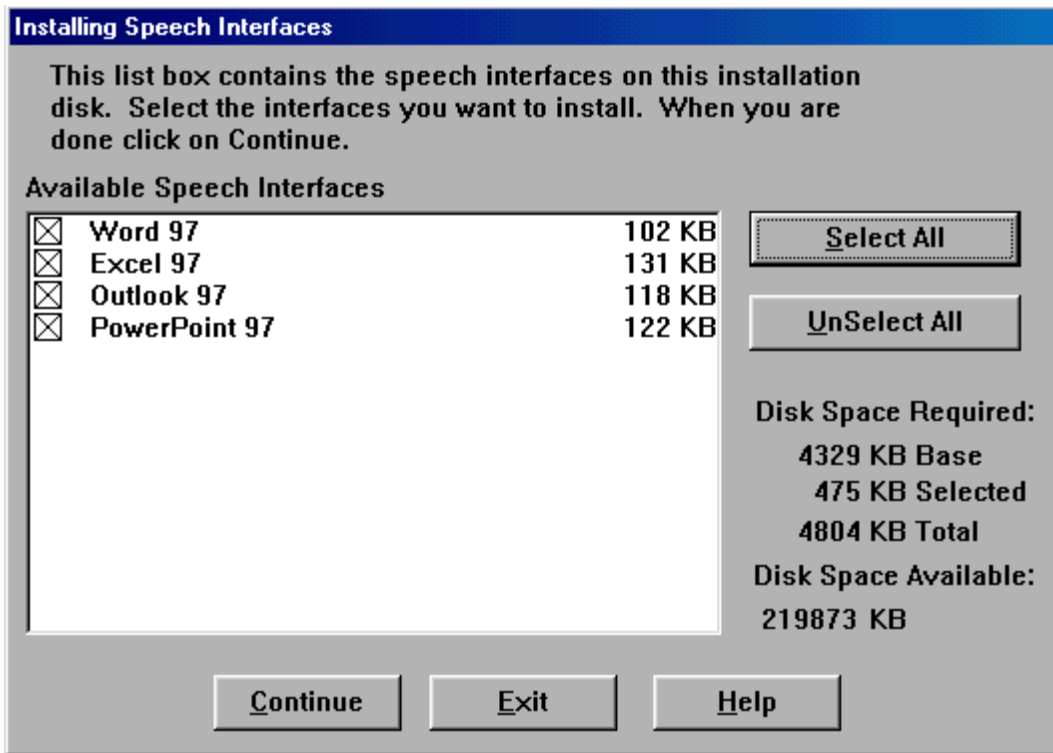 Installing Speech Interfaces
This list box contains the speech interfaces on this installation
disk. Select the interfaces you want to install. When you are
done click on Continue.
Available Speech Interfaces
Word 97 102 KB
Excel 97 131 KB
Outlook 97 118 KB
PowerPoint 97 122 KB
Select All
UnSelect All
Disk Space Required:
4329 KB Base
475 KB Selected
4804 KB Total
Disk Space Available:
219873 KB
Continue Exit Help